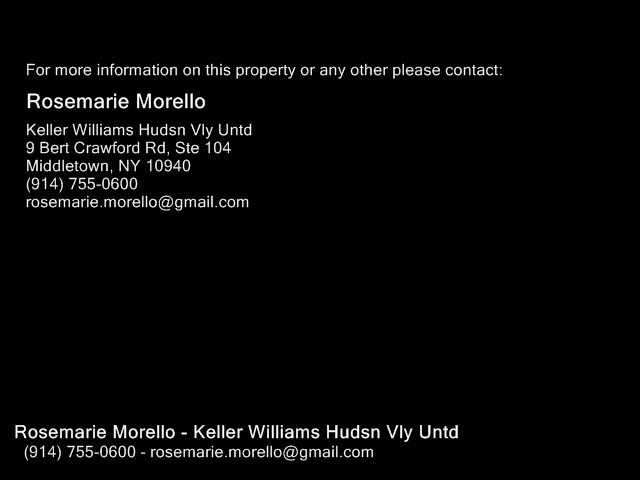 For more information on this property or any other please contact:
Rosemarie Morello
Keller Williams Hudsn Vly Untd
9 Bert Crawford Rd, Ste 104
Middletown, NY 10940
(914) 755-0600
rosemarie.morello@gmail.com
Rosemarie Morello - Keller Williams Hudsn Vly Untd
(914) 755-0600 - rosemarie.morello@gmail.com